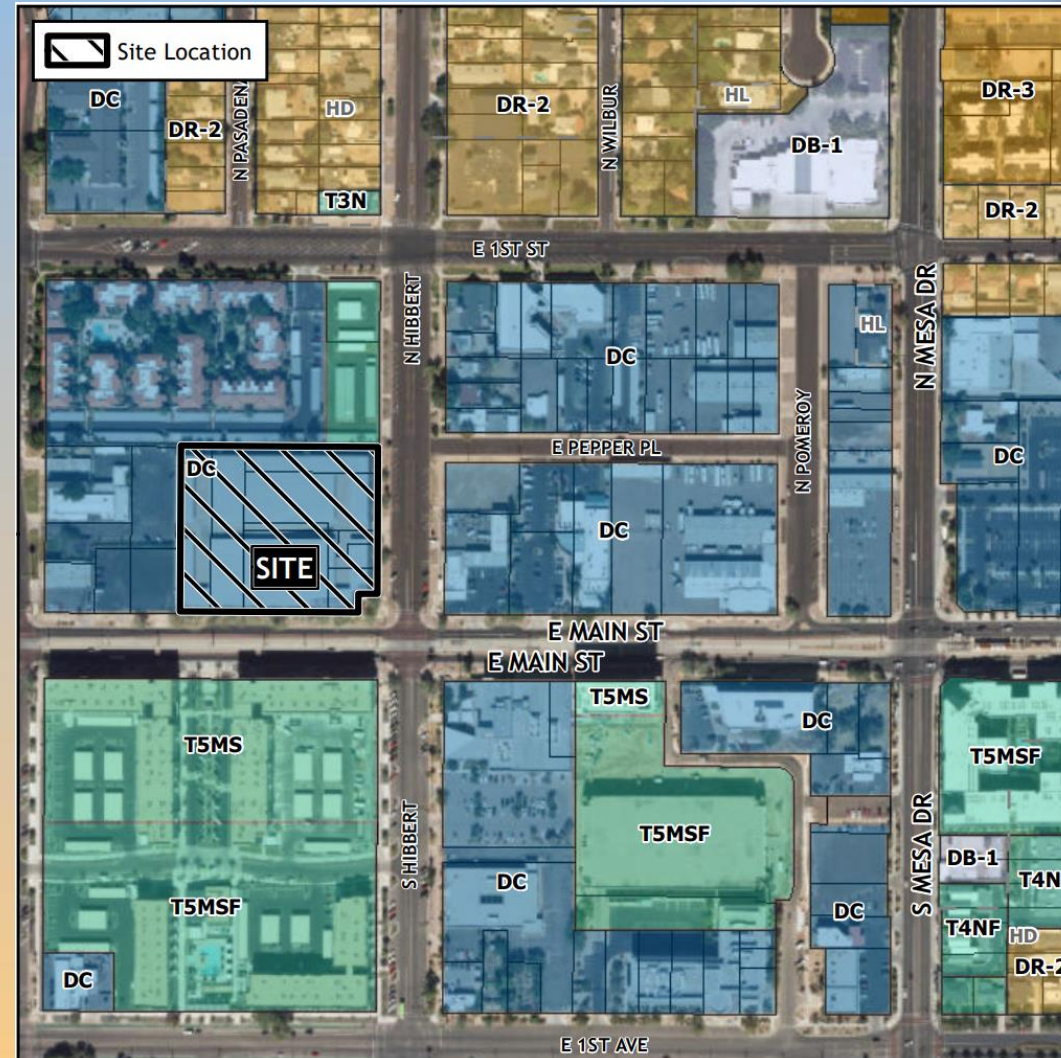 Site Location
DC
DR-2
N PASADENA
HD
T3N
DR-2
N WILBUR
HL
DB-1
DR-3
DR-2
E 1ST ST
N HIBBERT
DC
HL
N MESA DR
E PEPPER PL
N POMEROY
DC
DC
DC
SITE
E MAIN ST
E MAIN ST
T5MS
T5MS
DC
T5MSF
S HIBBERT
T5MSF
S MESA DR
DB-1
T4N
T5MSF
DC
DC
T4NF
HD
DR-2
DC
E 1ST AVE